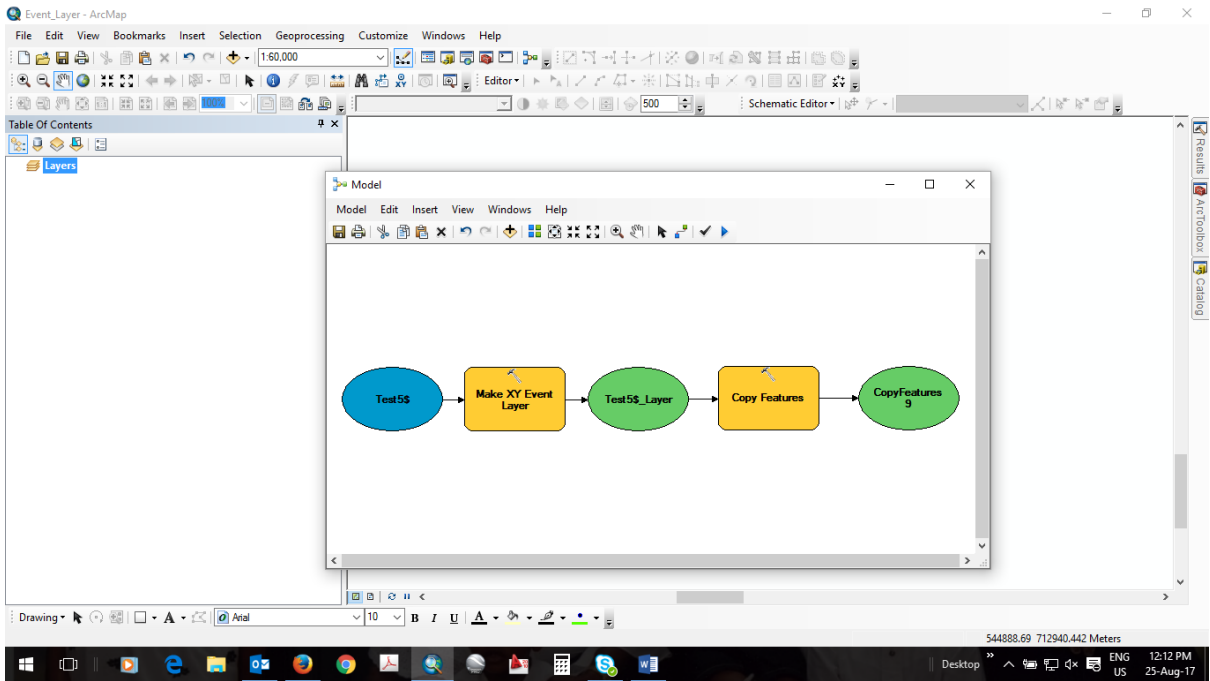 Event_Layer - ArcMap
File Edit View Bookmarks Insert Selection Geoprocessing Customize Windows Help
1:60,000
Editor
100%
500
Schematic Editor
Table Of Contents
Layers
Model
Model Edit Insert View Windows Help
Test5$
Make XY Event
Layer
Test5$_Layer
Copy Features
CopyFeatures
9
Results
ArcToolbox
Catalog
Drawing
A
Arial
10
B I U A
544888.69 712940.442 Meters
Desktop
ENG
US
12:12 PM
25-Aug-17